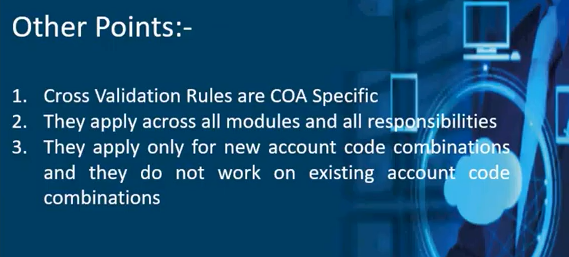 Other Points:-
1. Cross Validation Rules are COA Specific
2. They apply across all modules and all responsibilities
3. They apply only for new account code combinations
and they do not work on existing account code
combinations